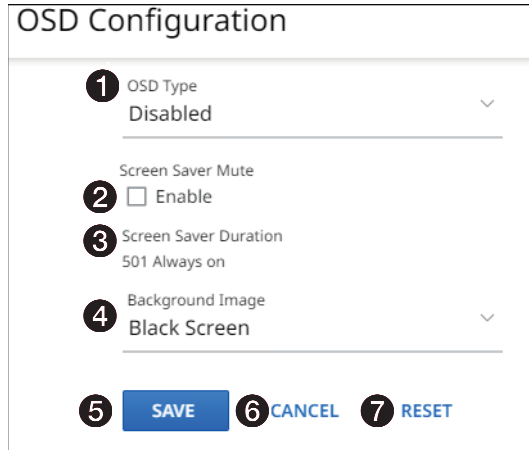 OSD Configuration
1 OSD Type
Disabled
Screen Saver Mute
2 Enable
3 Screen Saver Duration
501 Always on
4 Background Image
Black Screen
5 SAVE 6 CANCEL 7 RESET